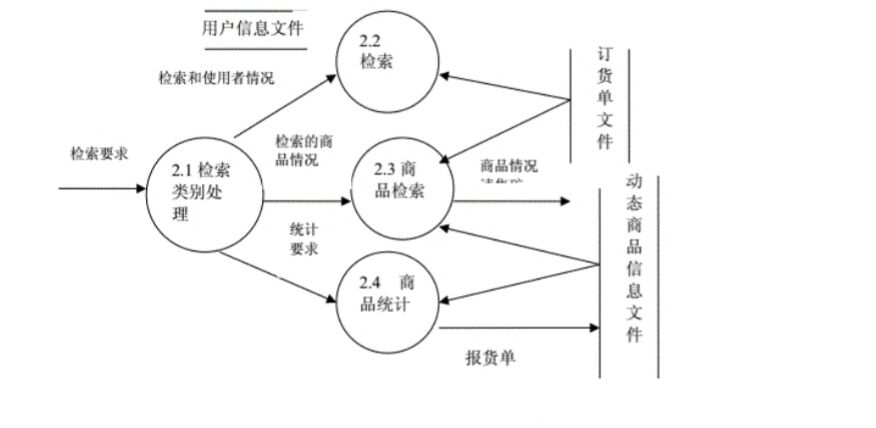 用户信息文件
2.2
检索
检索和使用者情况
订货单文件
检索要求
检索的商
品情况
2.1 检索
类别处
理
2.3 商
品检索
商品情况
动态商品信息文件
统计
要求
2.4 商
品统计
报货单